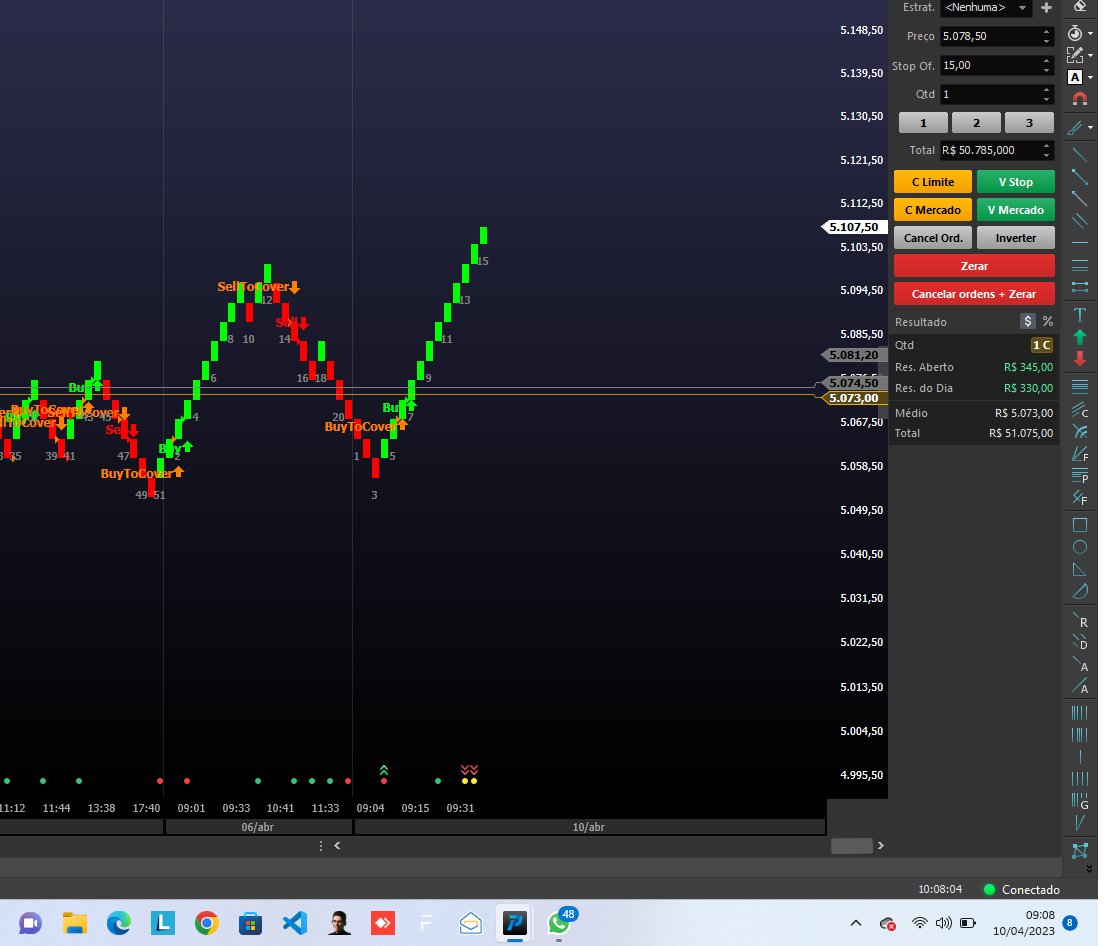 Estrat. <Nenhuma>
Preço 5.078,50
Stop Of. 15,00
Qtd 1
1 2 3
Total R$ 50.785,000
C Limite V Stop
C Mercado V Mercado
Cancel Ord. Inverter
Zerar
Cancelar ordens + Zerar
Resultado $ %
Qtd 1 C
Res. Aberto R$ 345,00
Res. do Dia R$ 330,00
Médio R$ 5.073,00
Total R$ 51.075,00
5.148,50
5.139,50
5.130,50
5.121,50
5.112,50
5.107,50
5.103,50
5.094,50
5.085,50
5.081,20
5.074,50
5.073,00
5.067,50
5.058,50
5.049,50
5.040,50
5.031,50
5.022,50
5.013,50
5.004,50
4.995,50
SellToCover
12
15
13
8 10 14 11
Sell
6 16 18 9
Buy
BuyToCover SellToCover
4 20 7
Buy
BuyToCover
Sell
35 39 41 47 Buy 2 1 5
BuyToCover
49 51 3
11:12 11:44 13:38 17:40 09:01 09:33 10:41 11:33 09:04 09:15 09:31
06/abr 10/abr
A
T
C
F
P
F
R
D
A
A
G
10:08:04 Conectado
L
48
09:08
10/04/2023
8